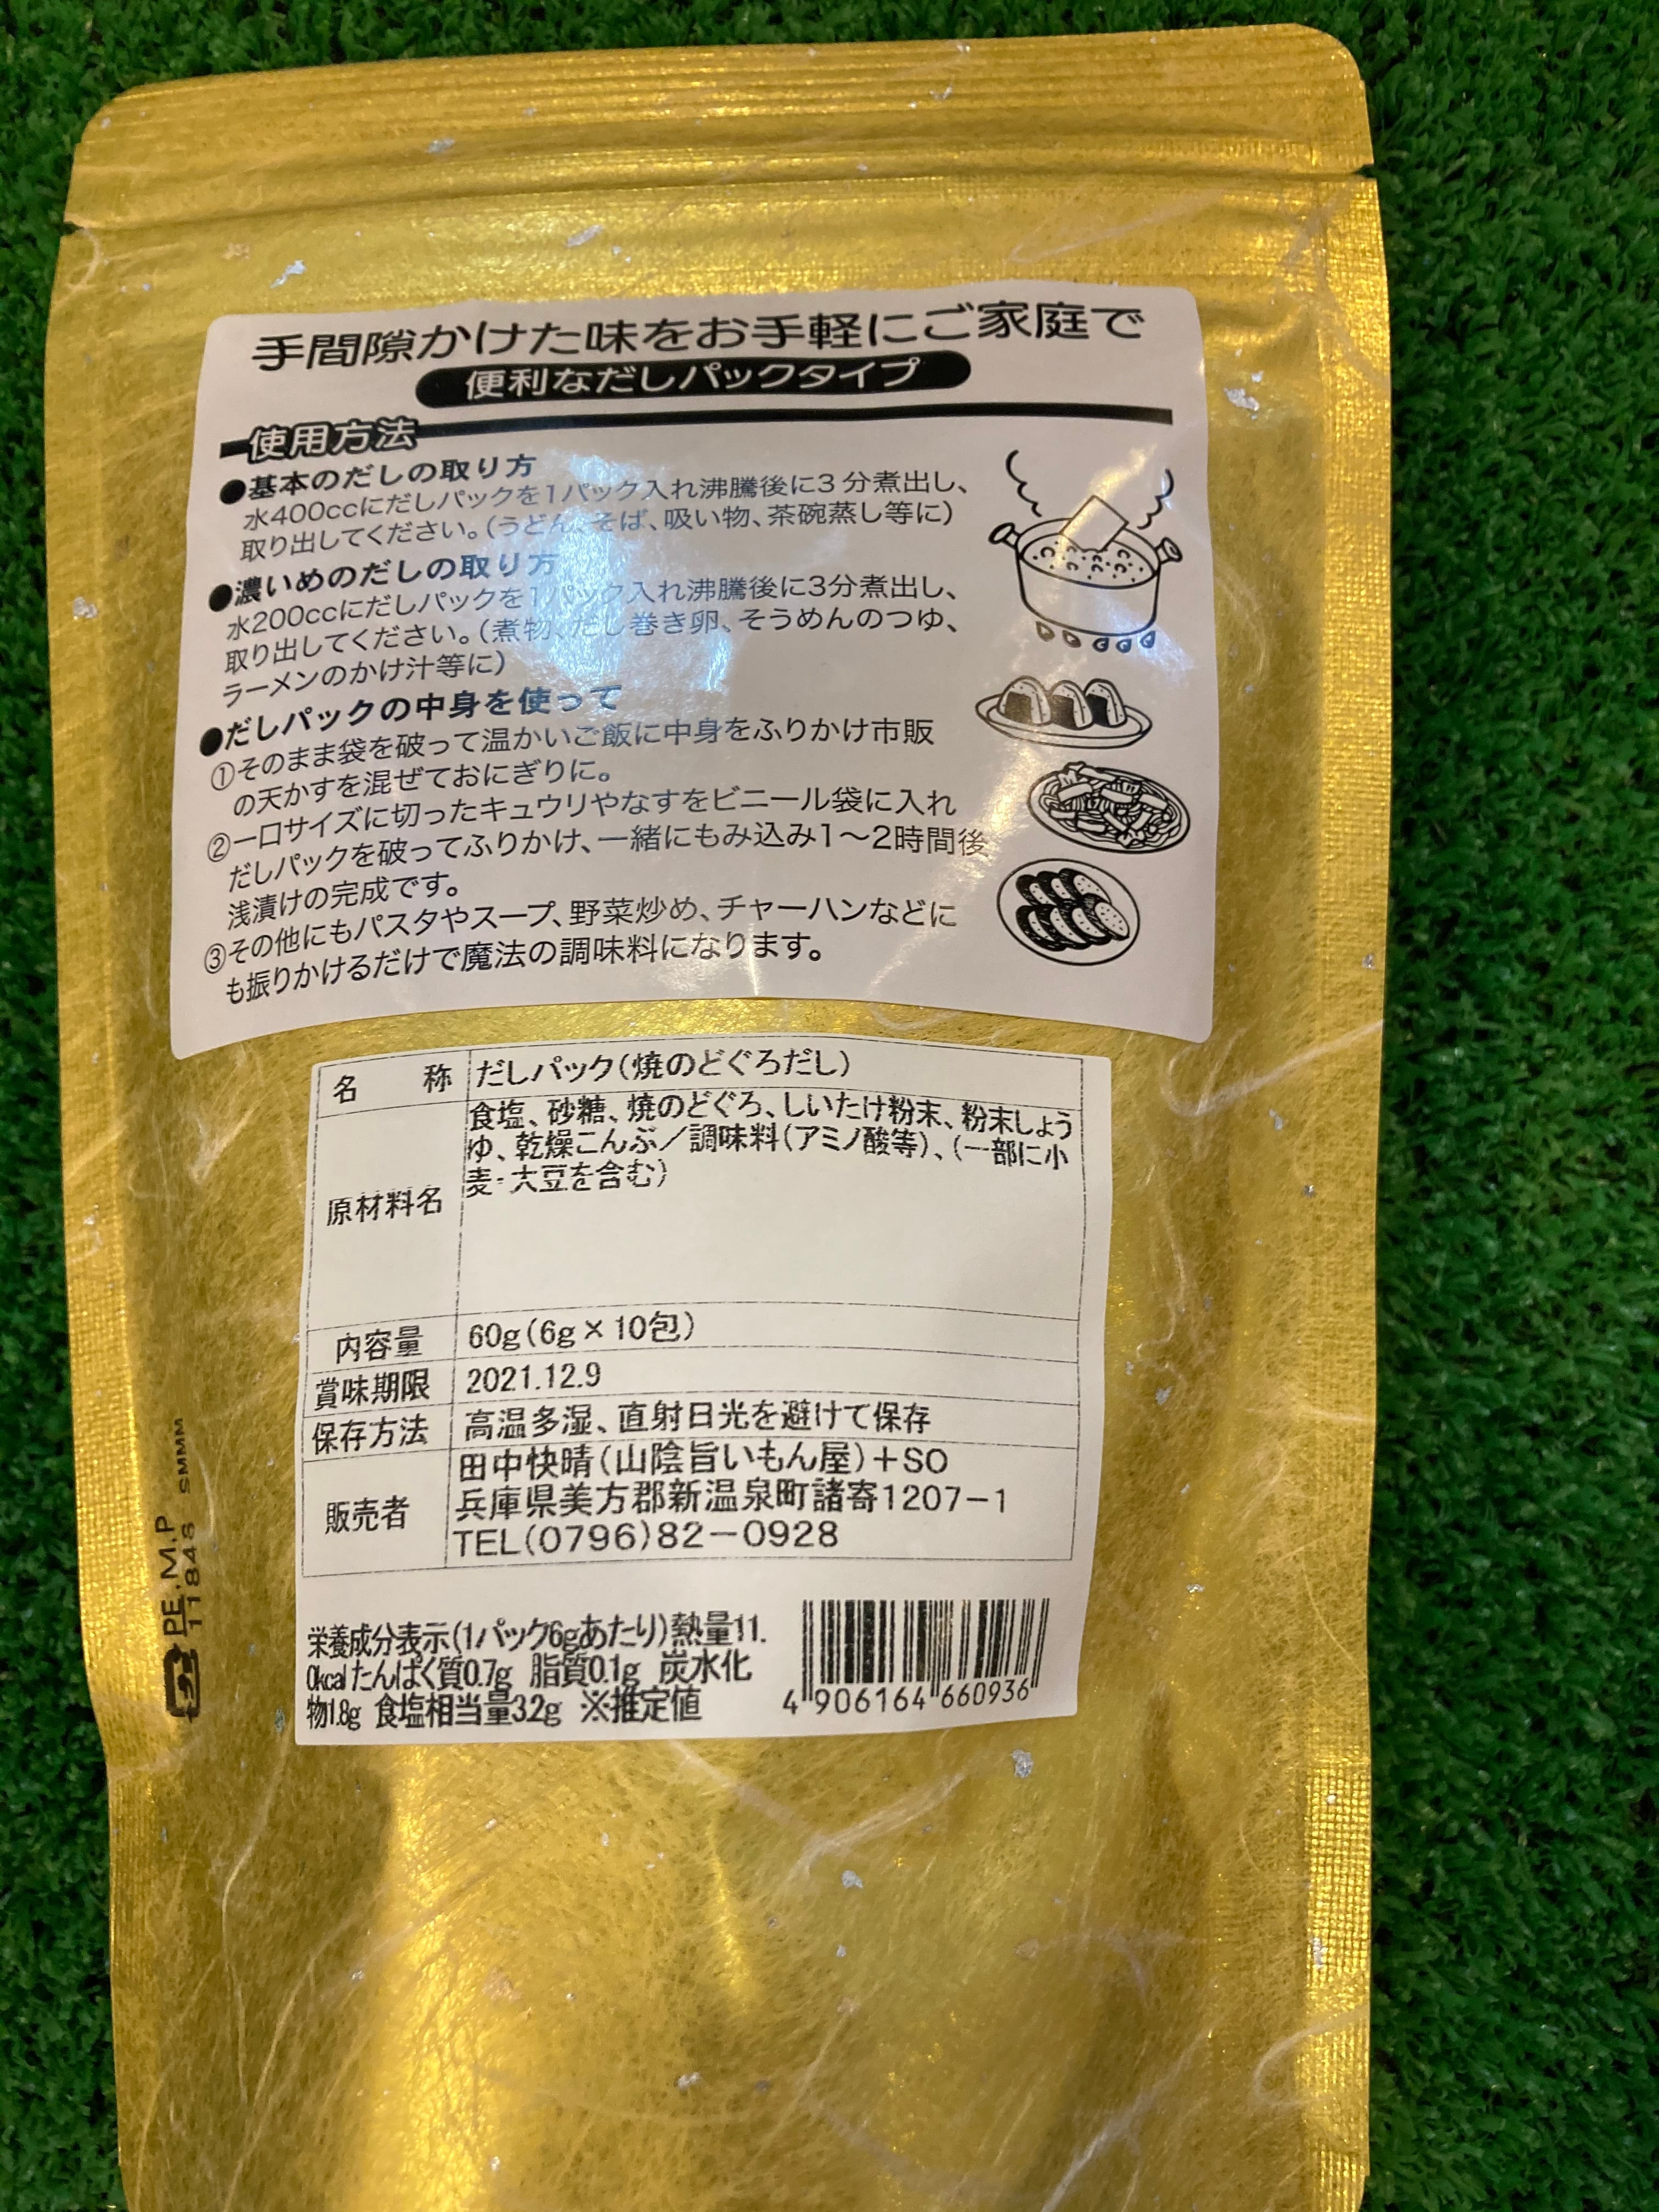 手間隙かけた味をお手軽にご家庭で
便利なだしパックタイプ
使用方法
●基本のだしの取り方
水400ccにだしパックを1パック入れ沸騰後に3分煮出し、
取り出してください。(うどん、そば、吸い物、茶碗蒸し等に)
●濃いめのだしの取り方
水200ccにだしパックを1パック入れ沸騰後に3分煮出し、
取り出してください。(煮物、だし巻き卵、そうめんのつゆ、
ラーメンのかけ汁等に)
●だしパックの中身を使って
①そのまま袋を破って温かいご飯に中身をふりかけ市販
の天かすを混ぜておにぎりに。
②一口サイズに切ったキュウリやなすをビニール袋に入れ
だしパックを破ってふりかけ、一緒にもみ込み1〜2時間後
浅漬けの完成です。
③その他にもパスタやスープ、野菜炒め、チャーハンなどに
も振りかけるだけで魔法の調味料になります。
名 称 だしパック(焼のどぐろだし)
原材料名 食塩、砂糖、焼のどぐろ、しいたけ粉末、粉末しょう
ゆ、乾燥こんぶ/調味料(アミノ酸等)、(一部に小
麦・大豆を含む)
内容量 60g(6g×10包)
賞味期限 2021.12.9
保存方法 高温多湿、直射日光を避けて保存
販売者 田中快晴(山陰旨いもん屋)+SO
兵庫県美方郡新温泉町諸寄1207-1
TEL(0796)82-0928
栄養成分表示(1パック6gあたり)熱量11.
0kcalたんぱく質0.7g 脂質0.1g 炭水化
物1.8g 食塩相当量3.2g ※推定値
4 906164 660936
プラ PE.M.P SMMM
11845